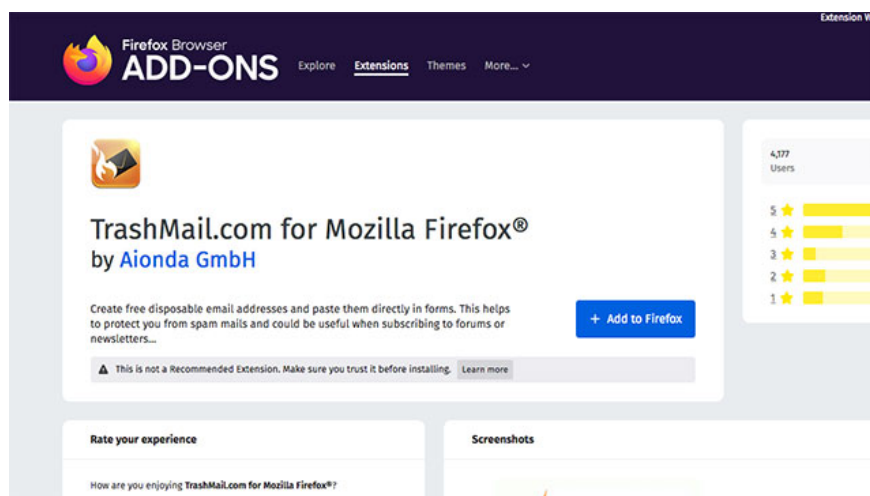 Extension W
Firefox Browser
ADD-ONS
Explore Extensions Themes More...
TrashMail.com for Mozilla Firefox®
by Aionda GmbH
Create free disposable email addresses and paste them directly in forms. This helps
to protect you from spam mails and could be useful when subscribing to forums or
newsletters...
+ Add to Firefox
This is not a Recommended Extension. Make sure you trust it before installing. Learn more
4,177
Users
5
4
3
2
1
Rate your experience
How are you enjoying TrashMail.com for Mozilla Firefox®?
Screenshots